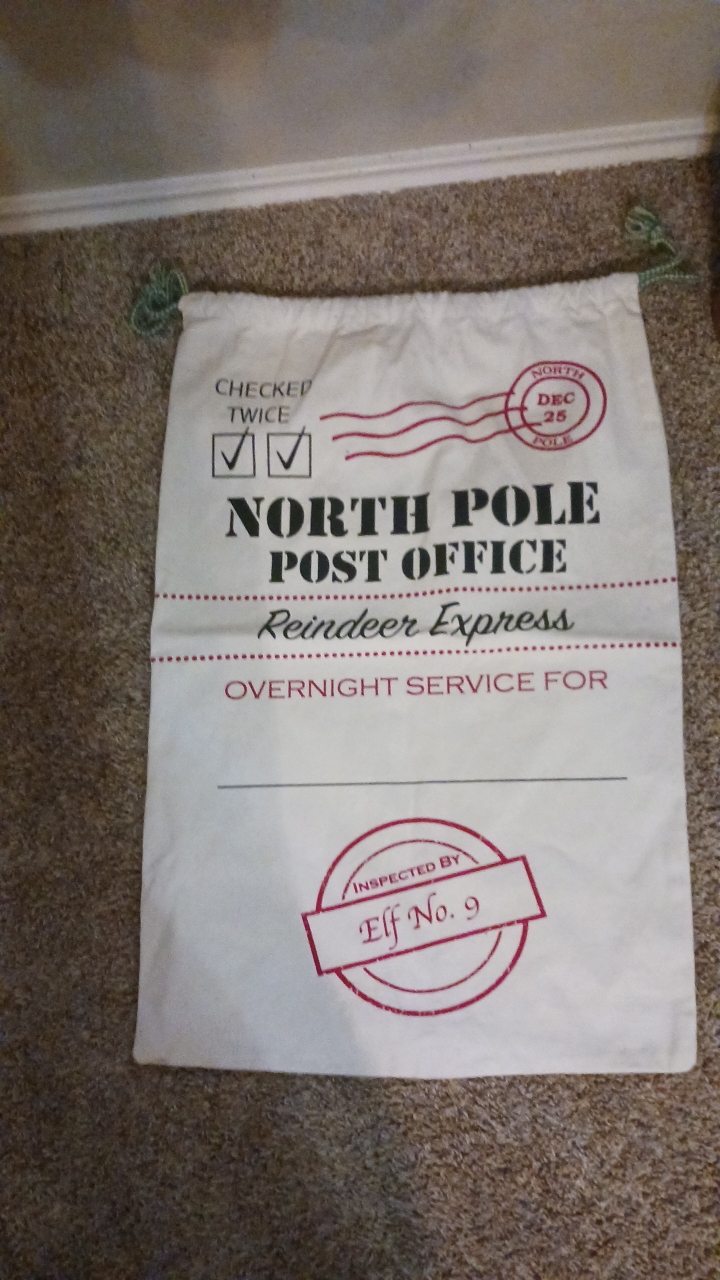 CHECKED
TWICE
NORTH
DEC
25
POLE
NORTH POLE
POST OFFICE
Reindeer Express
OVERNIGHT SERVICE FOR
INSPECTED BY
Elf No. 9